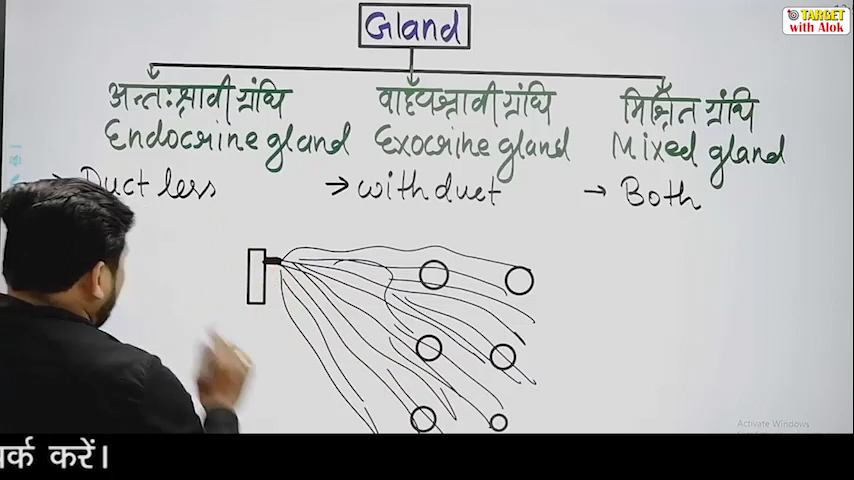 Gland
TARGET
with Alok
अन्तःस्रावी ग्रंथि
वाह्यस्रावी ग्रंथि
मिश्रित ग्रंथि
Endocrine gland
Exocrine gland
Mixed gland
Duct less
→ with duct
→ Both
Activate Windows
र्क करें।